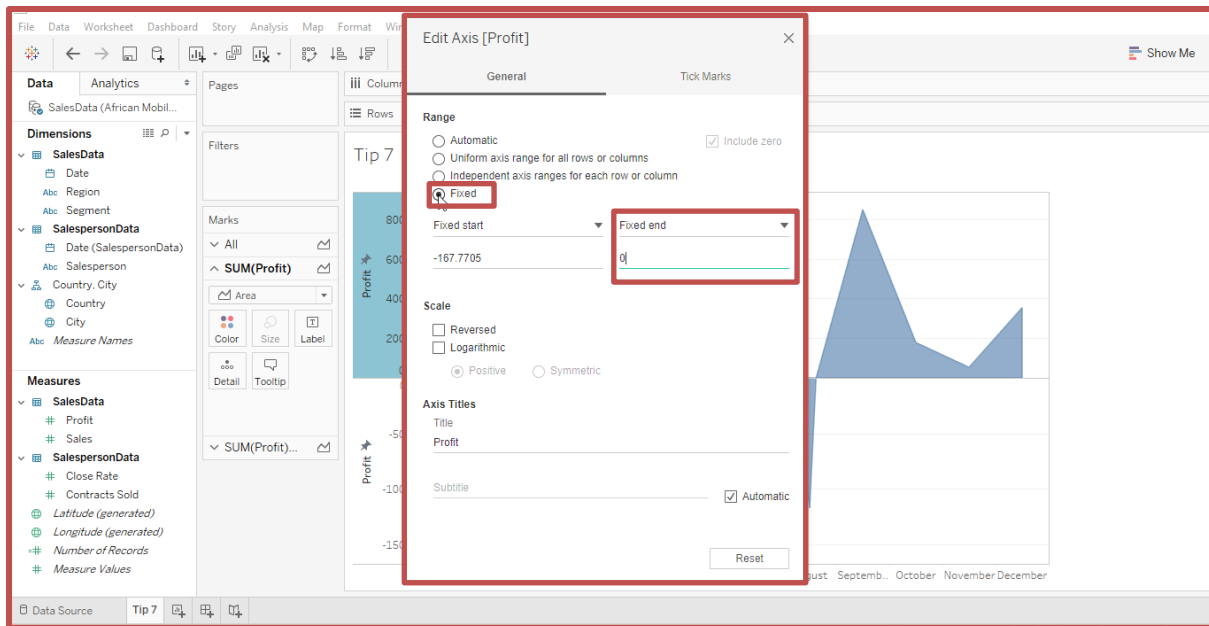 File Data Worksheet Dashboard Story Analysis Map Format
Show Me
Data
Analytics
SalesData (African Mobil...
Dimensions
SalesData
Date
Abc Region
Abc Segment
SalespersonData
Date (SalespersonData)
Abc Salesperson
Country, City
Country
City
Abc Measure Names
Measures
SalesData
# Profit
# Sales
SalespersonData
# Close Rate
# Contracts Sold
Latitude (generated)
Longitude (generated)
=# Number of Records
# Measure Values
Pages
Filters
Marks
All
SUM(Profit)
Area
Color Size Label
Detail Tooltip
SUM(Profit)...
Rows
Tip 7
Profit
Profit
Edit Axis [Profit]
General
Tick Marks
Range
Automatic
Include zero
Uniform axis range for all rows or columns
Independent axis ranges for each row or column
Fixed
Fixed start
Fixed end
-167.7705
0
Scale
Reversed
Logarithmic
Positive
Symmetric
Axis Titles
Title
Profit
Subtitle
Automatic
Reset
Septemb.. October November December
Data Source
Tip 7